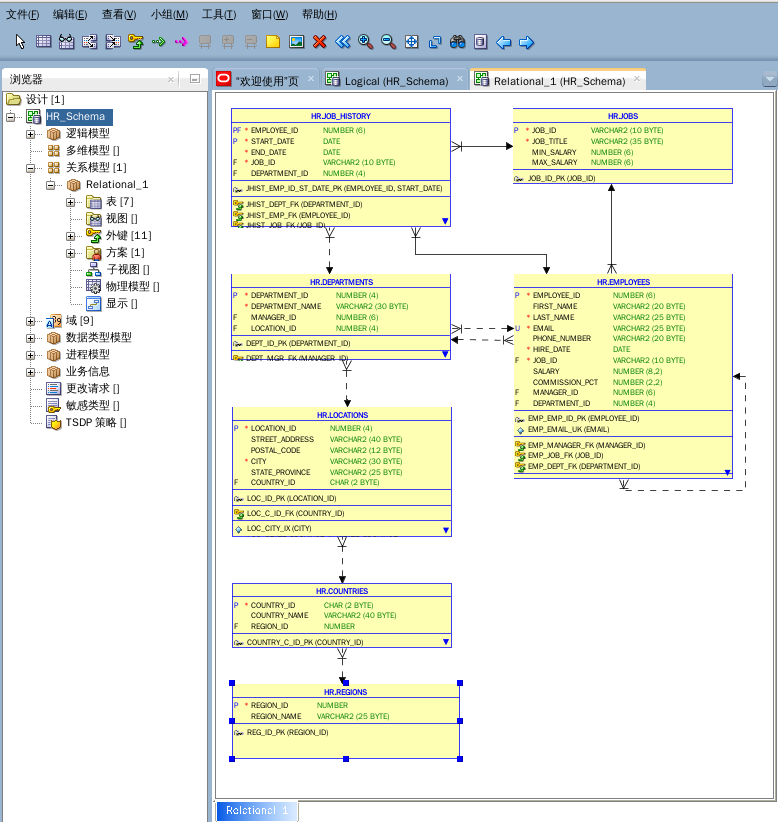 文件(F) 编辑(E) 查看(V) 小组(M) 工具(T) 窗口(W) 帮助(H)
浏览器
"欢迎使用"页
Logical (HR_Schema)
Relational_1 (HR_Schema)
设计 [1]
HR_Schema
逻辑模型
多维模型 []
关系模型 [1]
Relational_1
表 [7]
视图 []
外键 [11]
方案 [1]
子视图 []
物理模型 []
显示 []
域 [9]
数据类型模型
进程模型
业务信息
更改请求 []
敏感类型 []
TSDP 策略 []
HR.JOB_HISTORY
PF * EMPLOYEE_ID NUMBER (6)
P * START_DATE DATE
* END_DATE DATE
F * JOB_ID VARCHAR2 (10 BYTE)
F DEPARTMENT_ID NUMBER (4)
JHIST_EMP_ID_ST_DATE_PK (EMPLOYEE_ID, START_DATE)
JHIST_DEPT_FK (DEPARTMENT_ID)
JHIST_EMP_FK (EMPLOYEE_ID)
JHIST_JOB_FK (JOB_ID)
HR.JOBS
P * JOB_ID VARCHAR2 (10 BYTE)
* JOB_TITLE VARCHAR2 (35 BYTE)
MIN_SALARY NUMBER (6)
MAX_SALARY NUMBER (6)
JOB_ID_PK (JOB_ID)
HR.DEPARTMENTS
P * DEPARTMENT_ID NUMBER (4)
* DEPARTMENT_NAME VARCHAR2 (30 BYTE)
F MANAGER_ID NUMBER (6)
F LOCATION_ID NUMBER (4)
DEPT_ID_PK (DEPARTMENT_ID)
DEPT_MGR_FK (MANAGER_ID)
HR.EMPLOYEES
P * EMPLOYEE_ID NUMBER (6)
FIRST_NAME VARCHAR2 (20 BYTE)
* LAST_NAME VARCHAR2 (25 BYTE)
U * EMAIL VARCHAR2 (25 BYTE)
PHONE_NUMBER VARCHAR2 (20 BYTE)
* HIRE_DATE DATE
F * JOB_ID VARCHAR2 (10 BYTE)
SALARY NUMBER (8,2)
COMMISSION_PCT NUMBER (2,2)
F MANAGER_ID NUMBER (6)
F DEPARTMENT_ID NUMBER (4)
EMP_EMP_ID_PK (EMPLOYEE_ID)
EMP_EMAIL_UK (EMAIL)
EMP_MANAGER_FK (MANAGER_ID)
EMP_JOB_FK (JOB_ID)
EMP_DEPT_FK (DEPARTMENT_ID)
HR.LOCATIONS
P * LOCATION_ID NUMBER (4)
STREET_ADDRESS VARCHAR2 (40 BYTE)
POSTAL_CODE VARCHAR2 (12 BYTE)
* CITY VARCHAR2 (30 BYTE)
STATE_PROVINCE VARCHAR2 (25 BYTE)
F COUNTRY_ID CHAR (2 BYTE)
LOC_ID_PK (LOCATION_ID)
LOC_C_ID_FK (COUNTRY_ID)
LOC_CITY_IX (CITY)
HR.COUNTRIES
P * COUNTRY_ID CHAR (2 BYTE)
COUNTRY_NAME VARCHAR2 (40 BYTE)
F REGION_ID NUMBER
COUNTRY_C_ID_PK (COUNTRY_ID)
HR.REGIONS
P * REGION_ID NUMBER
REGION_NAME VARCHAR2 (25 BYTE)
REG_ID_PK (REGION_ID)
Relational_1